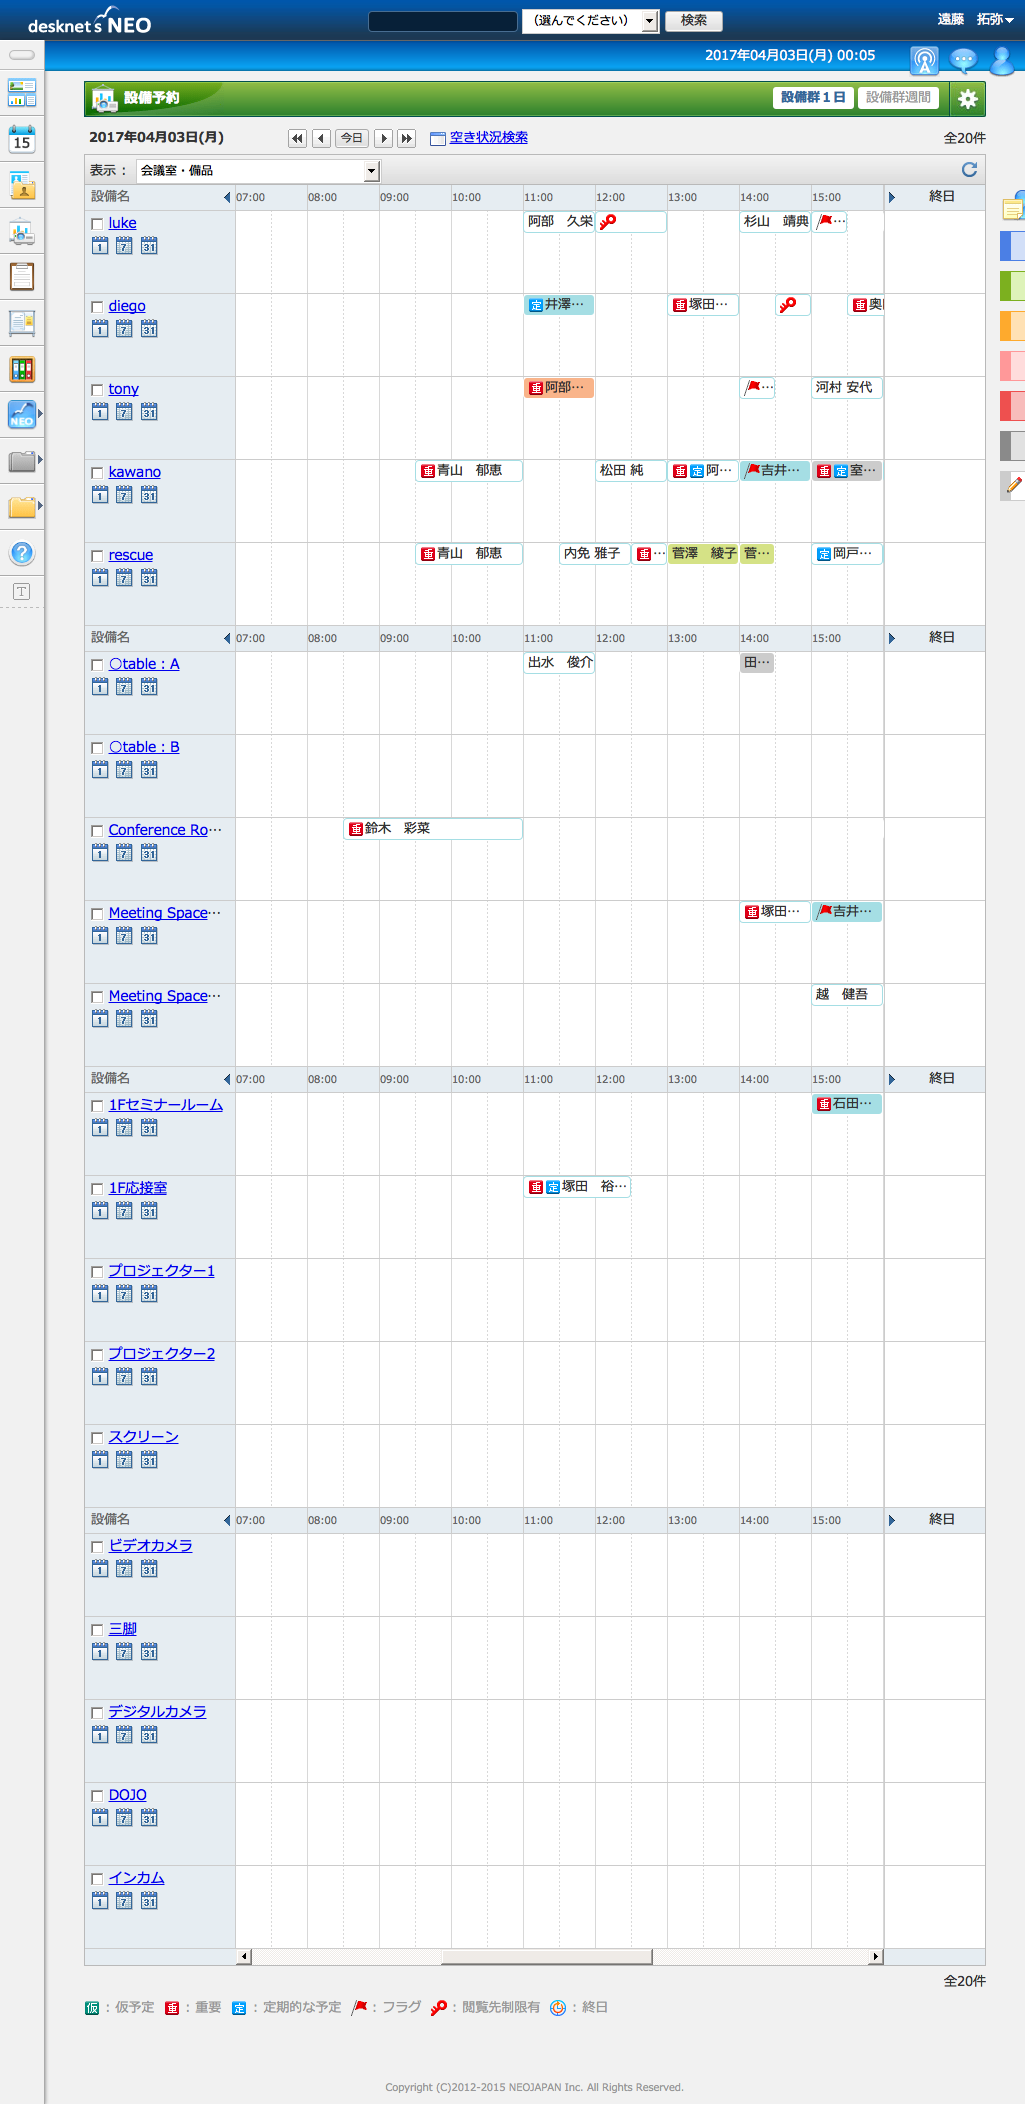 desknet's NEO
（選んでください）
検索
遠藤　拓弥
2017年04月03日(月) 00:05
設備予約
設備群１日
設備群週間
2017年04月03日(月)
今日
空き状況検索
全20件
表示：
会議室・備品
設備名 07:00 08:00 09:00 10:00 11:00 12:00 13:00 14:00 15:00 終日
luke 阿部　久栄 杉山　靖典 …
1 7 31
diego 定 井澤… 重 塚田… 重
1 7 31
tony 重 阿部… … 河村 安代
1 7 31
kawano 重 青山　郁恵 松田 純 重 定 阿… 吉井… 重 定 室…
1 7 31
rescue 重 青山　郁恵 内免 雅子 重 … 菅澤　綾子 菅… 定 岡戸…
1 7 31
設備名 07:00 08:00 09:00 10:00 11:00 12:00 13:00 14:00 15:00 終日
○table : A 出水　俊介 田…
1 7 31
○table : B
1 7 31
Conference Ro… 重 鈴木　彩菜
1 7 31
Meeting Space… 重 塚田… 吉井…
1 7 31
Meeting Space… 越　健吾
1 7 31
設備名 07:00 08:00 09:00 10:00 11:00 12:00 13:00 14:00 15:00 終日
1Fセミナールーム 重 石田…
1 7 31
1F応接室 重 定 塚田　裕…
1 7 31
プロジェクター1
1 7 31
プロジェクター2
1 7 31
スクリーン
1 7 31
設備名 07:00 08:00 09:00 10:00 11:00 12:00 13:00 14:00 15:00 終日
ビデオカメラ
1 7 31
三脚
1 7 31
デジタルカメラ
1 7 31
DOJO
1 7 31
インカム
1 7 31
全20件
仮：仮予定 重：重要 定：定期的な予定 ：フラグ ：閲覧先制限有 ：終日
Copyright (C)2012-2015 NEOJAPAN Inc. All Rights Reserved.
15
NEO
?
T